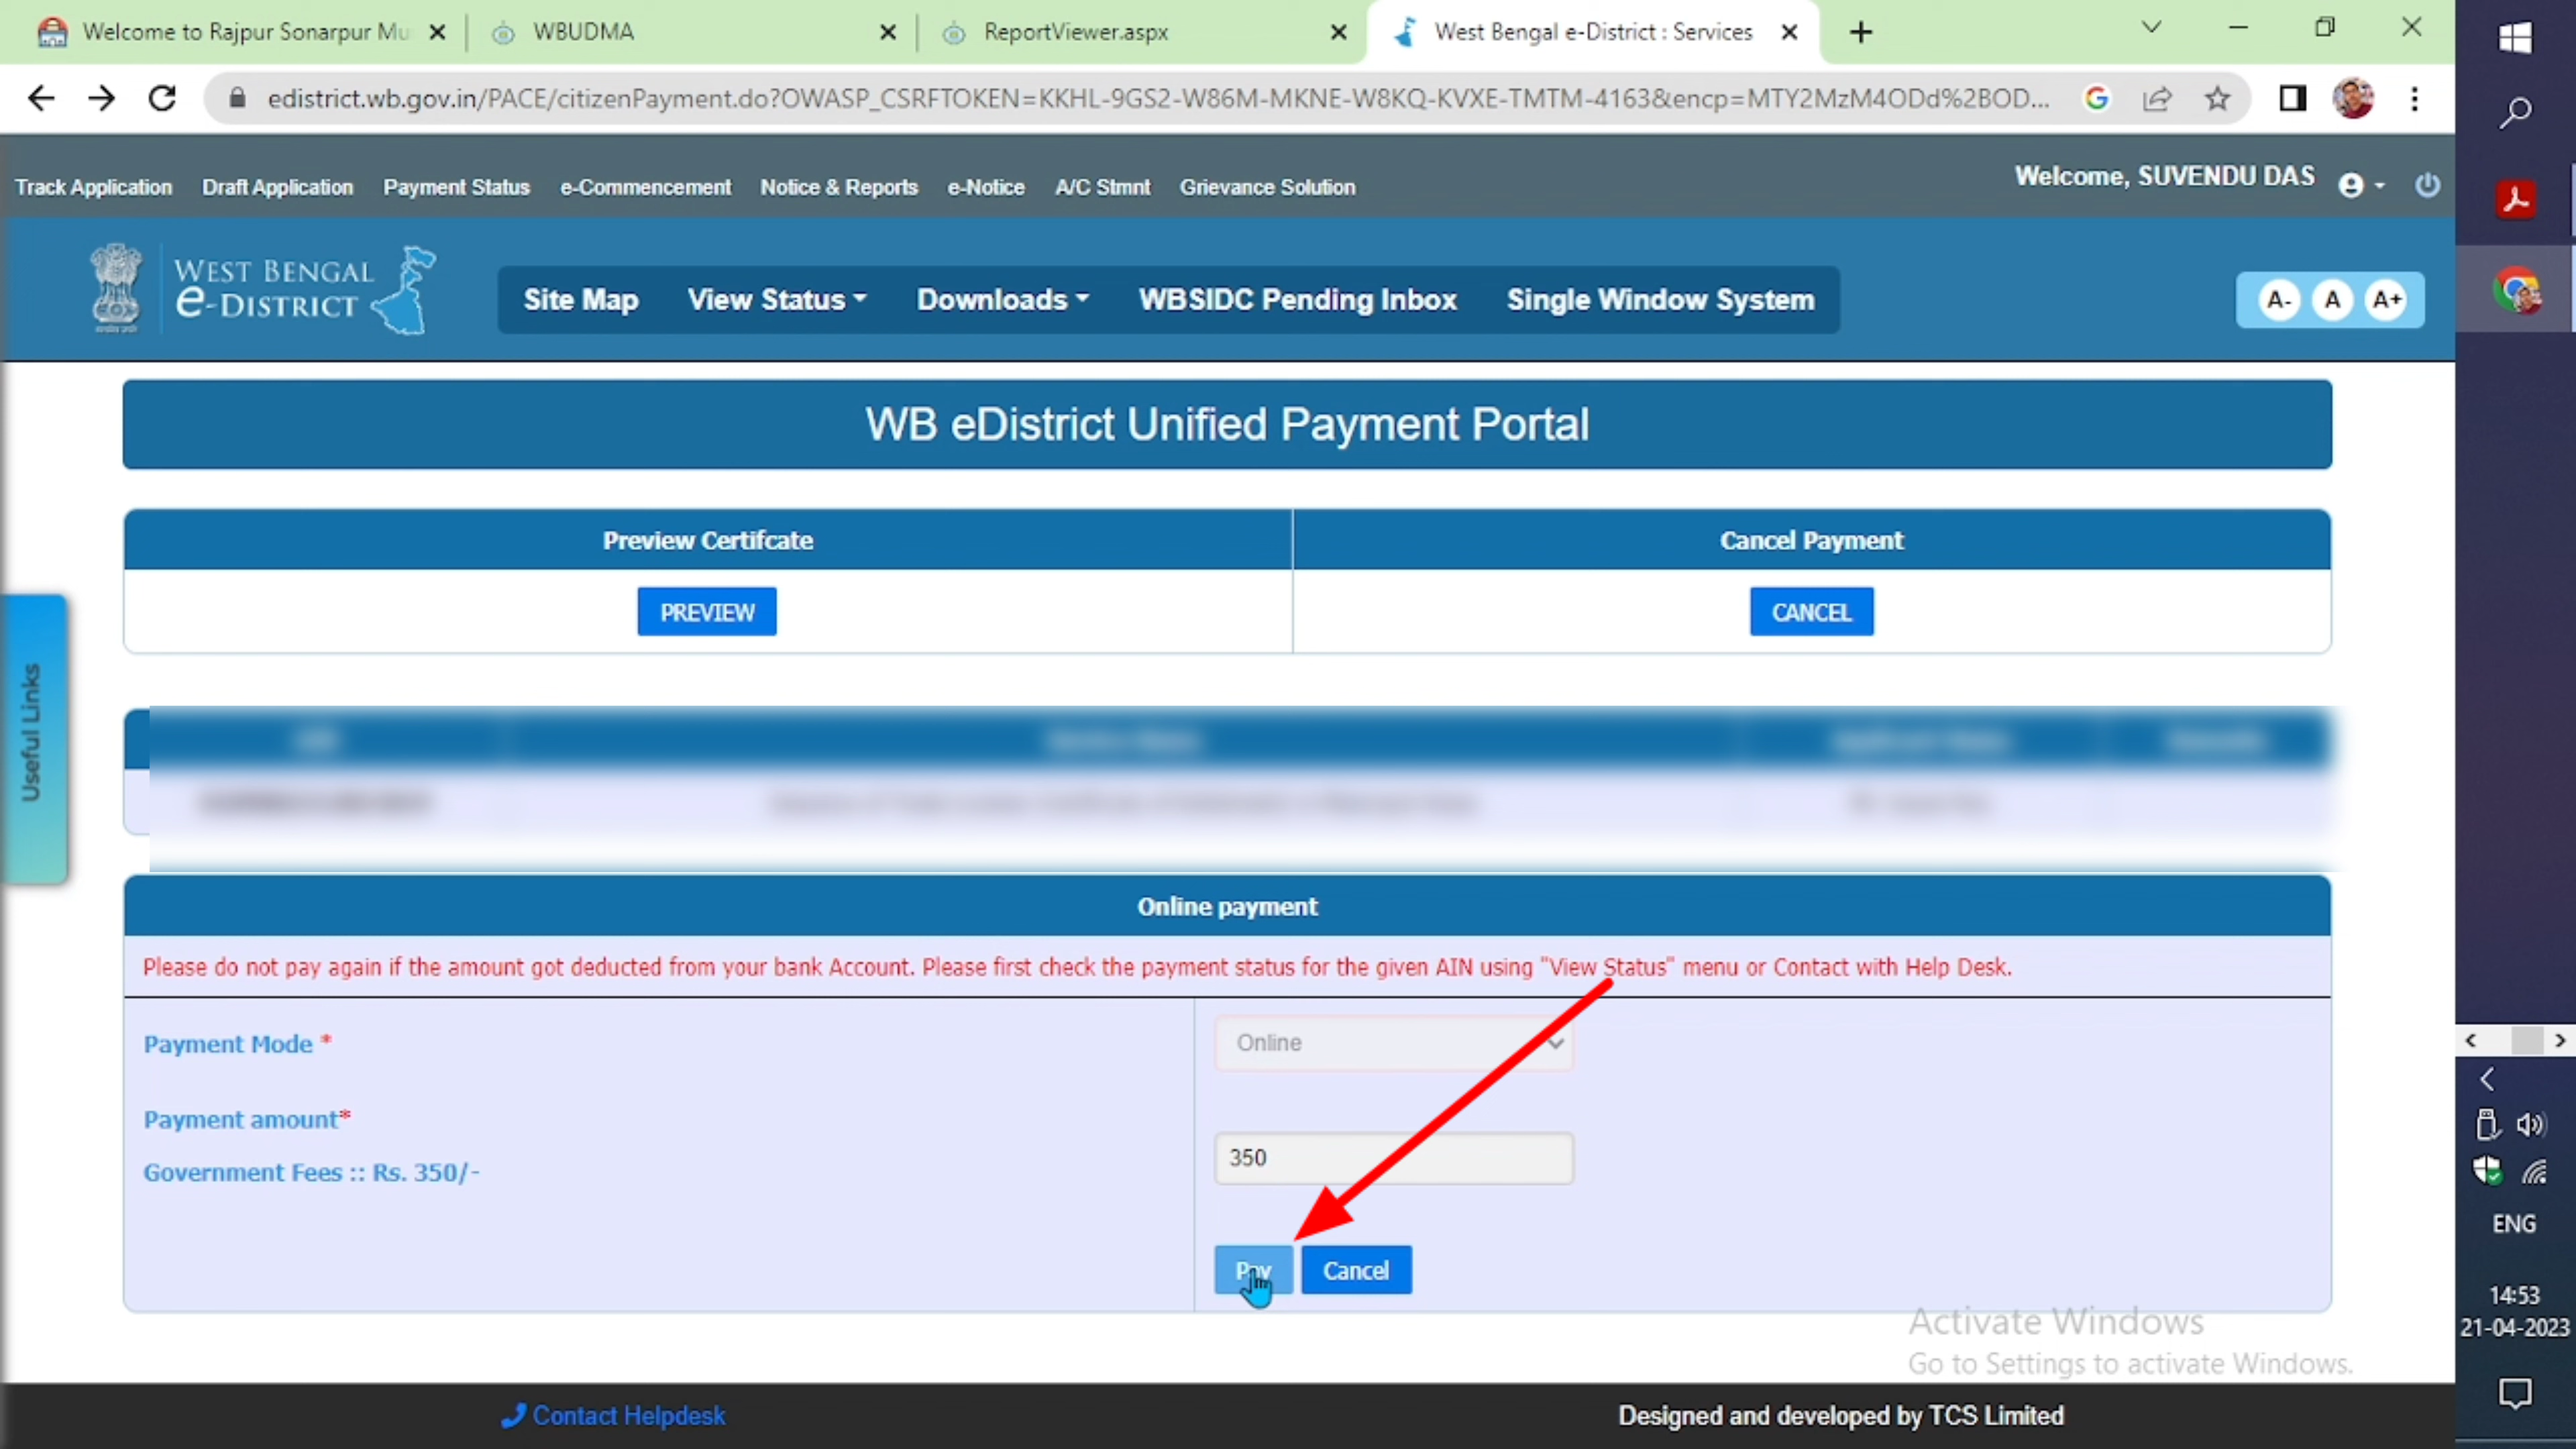 Welcome to Rajpur Sonarpur Mu
WBUDMA
ReportViewer.aspx
West Bengal e-District : Services
edistrict.wb.gov.in/PACE/citizenPayment.do?OWASP_CSRFTOKEN=KKHL-9GS2-W86M-MKNE-W8KQ-KVXE-TMTM-4163&encp=MTY2MzM4ODd%2BOD...
Track Application Draft Application Payment Status e-Commencement Notice & Reports e-Notice A/C Stmnt Grievance Solution
Welcome, SUVENDU DAS
WEST BENGAL
e-DISTRICT
Site Map View Status Downloads WBSIDC Pending Inbox Single Window System
A- A A+
WB eDistrict Unified Payment Portal
Preview Certifcate
Cancel Payment
PREVIEW
CANCEL
Useful Links
Online payment
Please do not pay again if the amount got deducted from your bank Account. Please first check the payment status for the given AIN using "View Status" menu or Contact with Help Desk.
Payment Mode *
Online
Payment amount*
350
Government Fees :: Rs. 350/-
Pay
Cancel
Activate Windows
Go to Settings to activate Windows.
Contact Helpdesk
Designed and developed by TCS Limited
ENG
14:53
21-04-2023